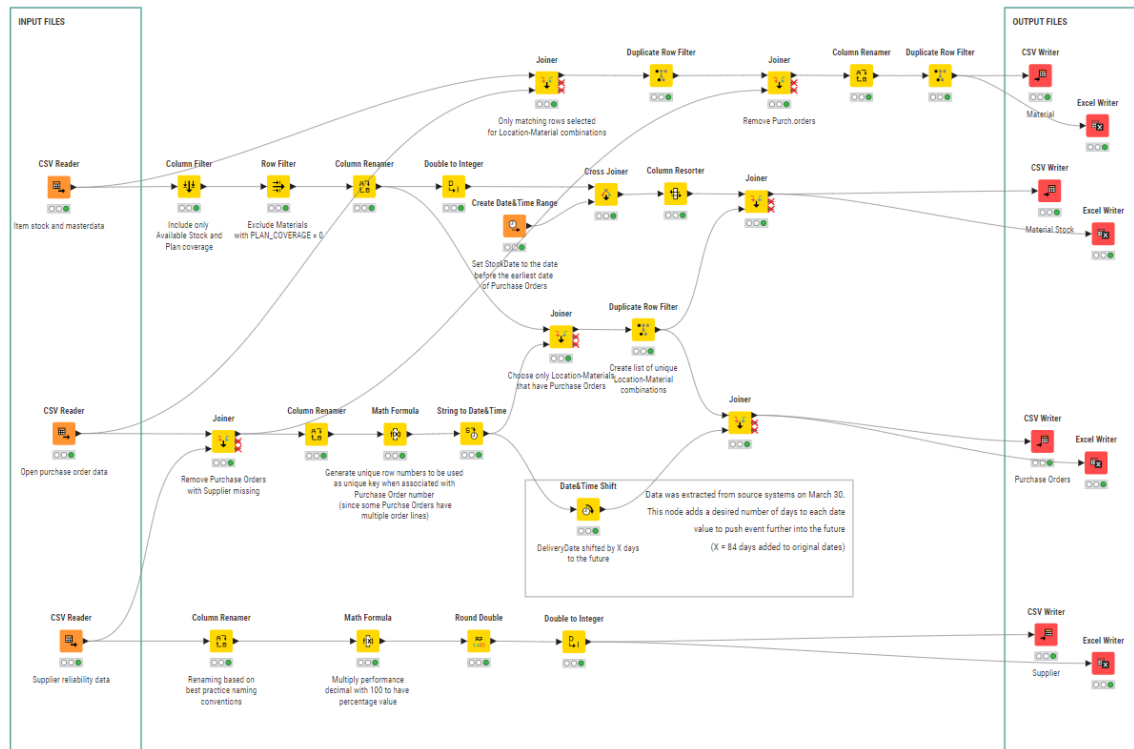 INPUT FILES
OUTPUT FILES
Joiner
Only matching rows selected
for Location-Material combinations
Duplicate Row Filter
Joiner
Remove Purch.orders
Column Renamer
Duplicate Row Filter
CSV Writer
Material
Excel Writer
CSV Reader
Item stock and masterdata
Column Filter
Include only
Available Stock and
Plan coverage
Row Filter
Exclude Materials
with PLAN_COVERAGE = 0
Column Renamer
Double to Integer
Create Date&Time Range
Set StockDate to the date
before the earliest date
of Purchase Orders
Cross Joiner
Column Resorter
Joiner
CSV Writer
Material Stock
Excel Writer
Joiner
Choose only Location-Materials
that have Purchase Orders
Duplicate Row Filter
Create list of unique
Location-Material
combinations
CSV Reader
Open purchase order data
Joiner
Remove Purchase Orders
with Supplier missing
Column Renamer
Math Formula
Generate unique row numbers to be used
as unique key when associated with
Purchase Order number
(since some Purchse Orders have
multiple order lines)
String to Date&Time
Joiner
CSV Writer
Purchase Orders
Excel Writer
Date&Time Shift
DeliveryDate shifted by X days
to the future
Data was extracted from source systems on March 30.
This node adds a desired number of days to each date
value to push event further into the future
(X = 84 days added to original dates)
CSV Reader
Supplier reliability data
Column Renamer
Renaming based on
best practice naming
conventions
Math Formula
Multiply performance
decimal with 100 to have
percentage value
Round Double
Double to Integer
CSV Writer
Supplier
Excel Writer